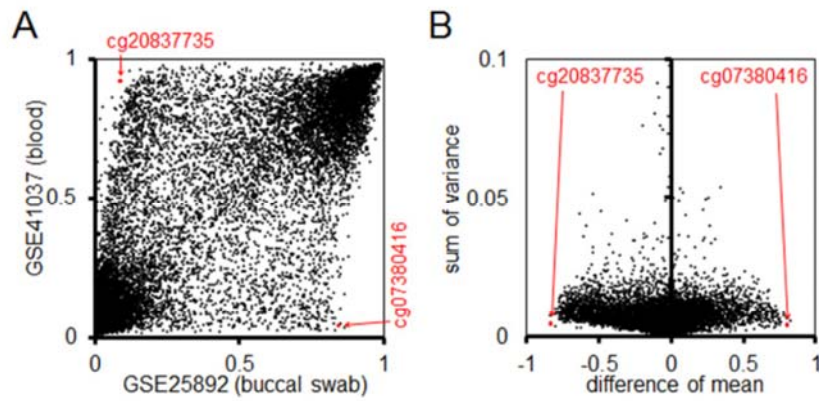 A
cg20837735
1
0.5
0
GSE41037 (blood)
cg07380416
0
0.5
1
GSE25892 (buccal swab)
B
0.1
cg20837735
cg07380416
0.05
0
sum of variance
-1
-0.5
0
0.5
1
difference of mean